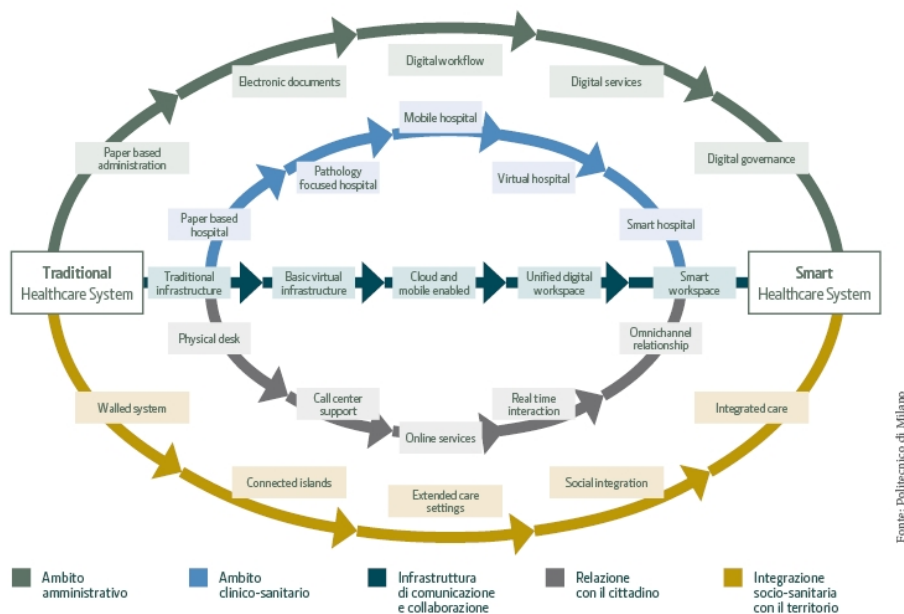 Digital workflow
Electronic documents
Digital services
Mobile hospital
Paper based
administration
Digital governance
Pathology
focused hospital
Virtual hospital
Paper based
hospital
Smart hospital
Traditional
Healthcare System
Traditional
infrastructure
Basic virtual
infrastructure
Cloud and
mobile enabled
Unified digital
workspace
Smart
workspace
Smart
Healthcare System
Physical desk
Omnichannel
relationship
Call center
support
Real time
interaction
Online services
Walled system
Integrated care
Connected islands
Extended care
settings
Social integration
Fonte: Politecnico di Milano
Ambito
amministrativo
Ambito
clinico-sanitario
Infrastruttura
di comunicazione
e collaborazione
Relazione
con il cittadino
Integrazione
socio-sanitaria
con il territorio